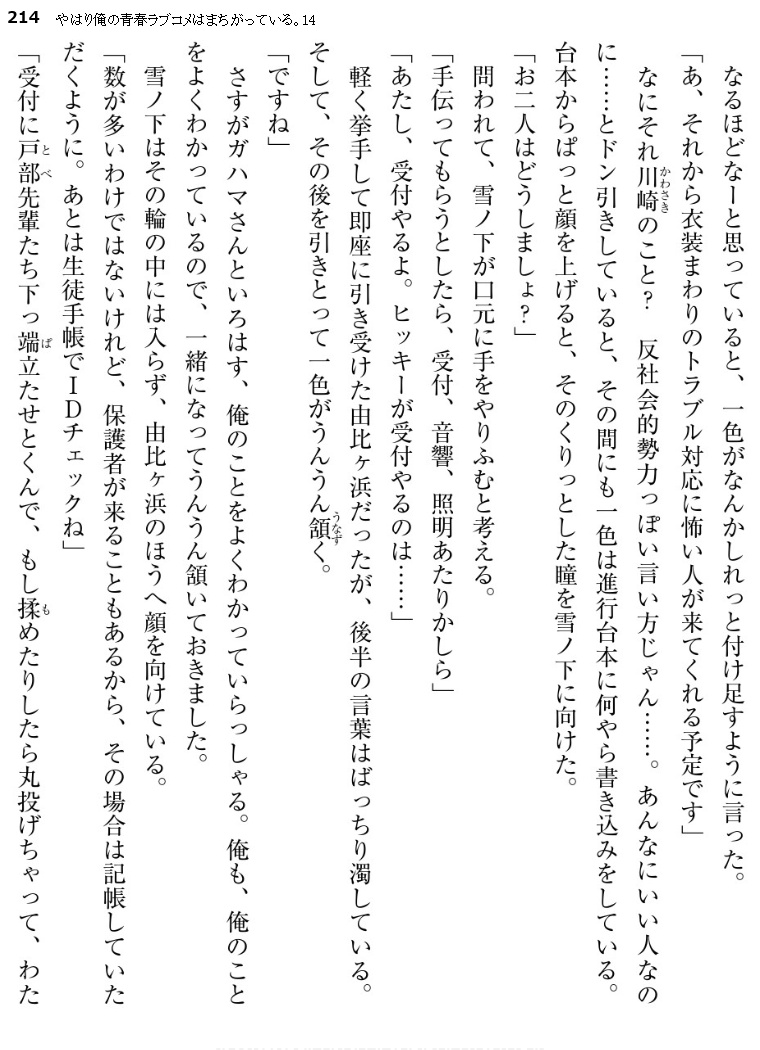 214 やはり俺の青春ラブコメはまちがっている。14
なるほどなーと思っていると、一色がなんかしれっと付け足すように言った。
「あ、それから衣装まわりのトラブル対応に怖い人が来てくれる予定です」
なにそれ川崎のこと？　反社会的勢力っぽい言い方じゃん……。あんなにいい人なの
に……とドン引きしていると、その間にも一色は進行台本に何やら書き込みをしている。
台本からぱっと顔を上げると、そのくりっとした瞳を雪ノ下に向けた。
「お二人はどうしましょ？」
問われて、雪ノ下が口元に手をやりふむと考える。
「手伝ってもらうとしたら、受付、音響、照明あたりかしら」
「あたし、受付やるよ。ヒッキーが受付やるのは……」
軽く挙手して即座に引き受けた由比ヶ浜だったが、後半の言葉はばっちり濁している。
そして、その後を引きとって一色がうんうん頷く。
「ですね」
さすがガハマさんといろはす、俺のことをよくわかっていらっしゃる。俺も、俺のこと
をよくわかっているので、一緒になってうんうん頷いておきました。
雪ノ下はその輪の中には入らず、由比ヶ浜のほうへ顔を向けている。
「数が多いわけではないけれど、保護者が来ることもあるから、その場合は記帳していた
だくように。あとは生徒手帳でＩＤチェックね」
「受付に戸部先輩たち下っ端立たせとくんで、もし揉めたりしたら丸投げちゃって、わた